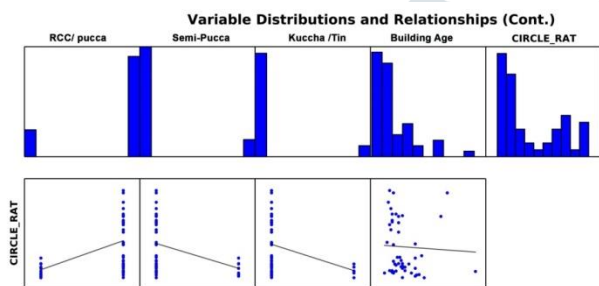 Variable Distributions and Relationships (Cont.)
RCC/ pucca
Semi-Pucca
Kuccha /Tin
Building Age
CIRCLE_RAT
CIRCLE_RAT